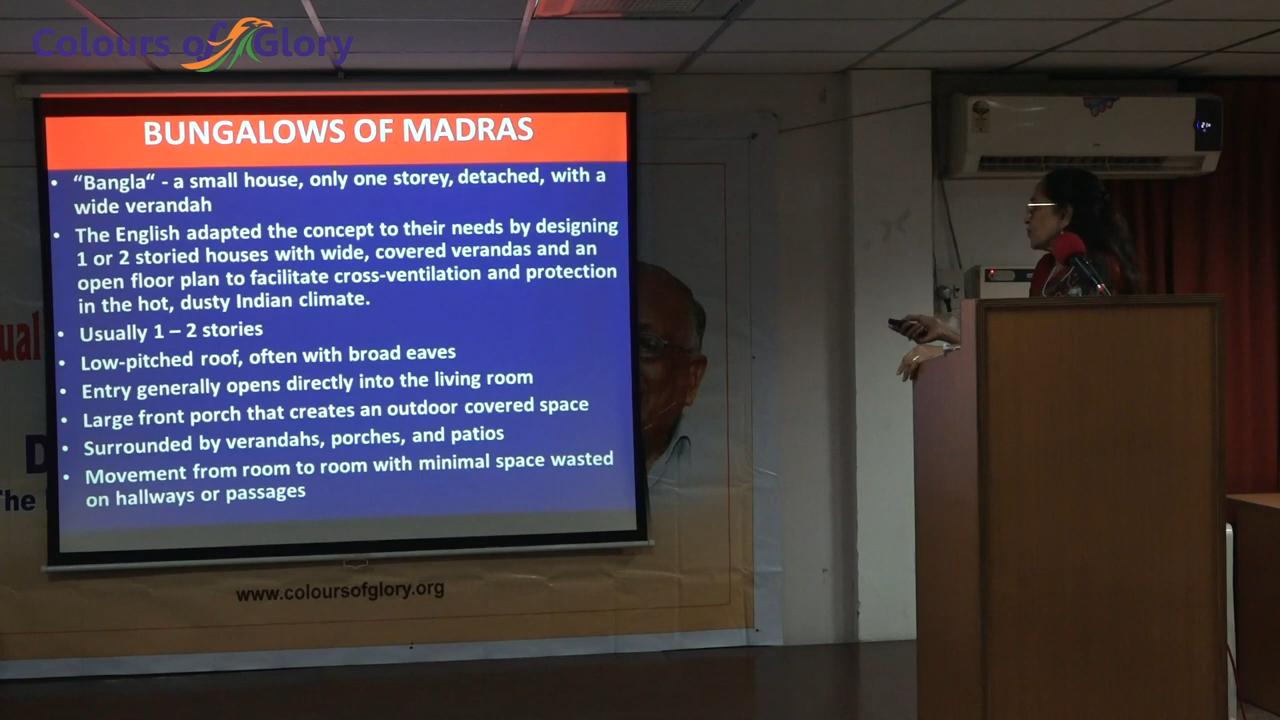 Colours of Glory
BUNGALOWS OF MADRAS
• “Bangla“ - a small house, only one storey, detached, with a
wide verandah
• The English adapted the concept to their needs by designing
1 or 2 storied houses with wide, covered verandas and an
open floor plan to facilitate cross-ventilation and protection
in the hot, dusty Indian climate.
• Usually 1 – 2 stories
• Low-pitched roof, often with broad eaves
• Entry generally opens directly into the living room
• Large front porch that creates an outdoor covered space
• Surrounded by verandahs, porches, and patios
• Movement from room to room with minimal space wasted
on hallways or passages
ual
D
The
www.coloursofglory.org